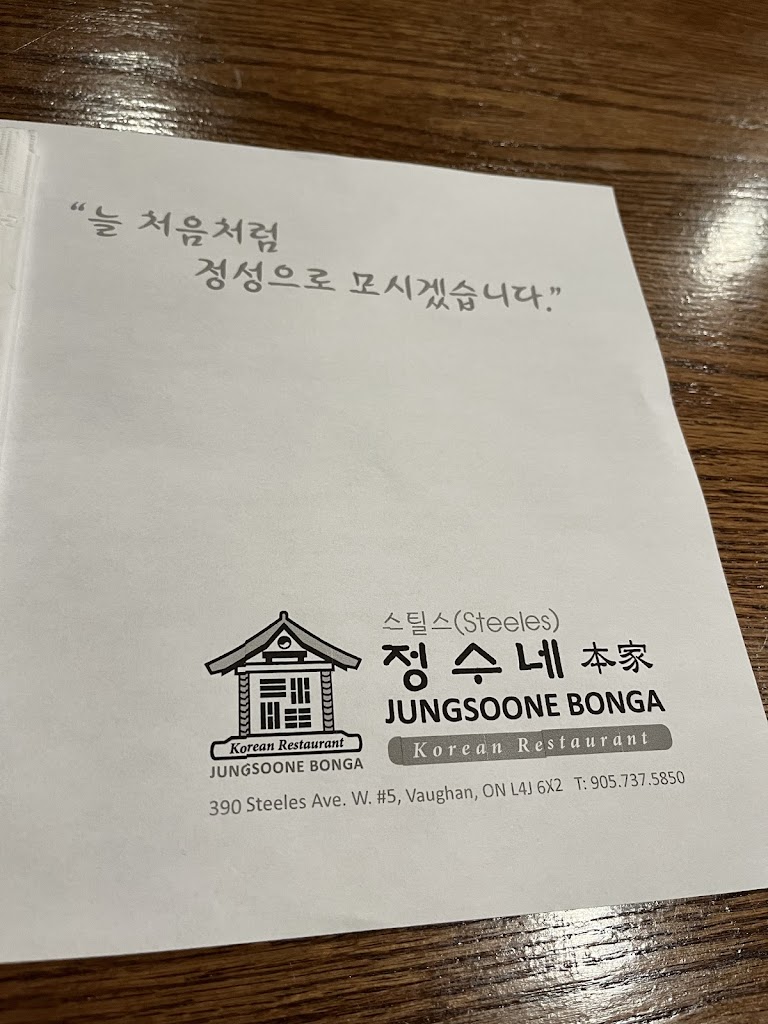 “늘 처음처럼
정성으로 모시겠습니다.”
스틸스(Steeles)
정수네 本家
JUNGSOONE BONGA
Korean Restaurant
Korean Restaurant
JUNGSOONE BONGA
390 Steeles Ave. W. #5, Vaughan, ON L4J 6X2 T: 905.737.5850